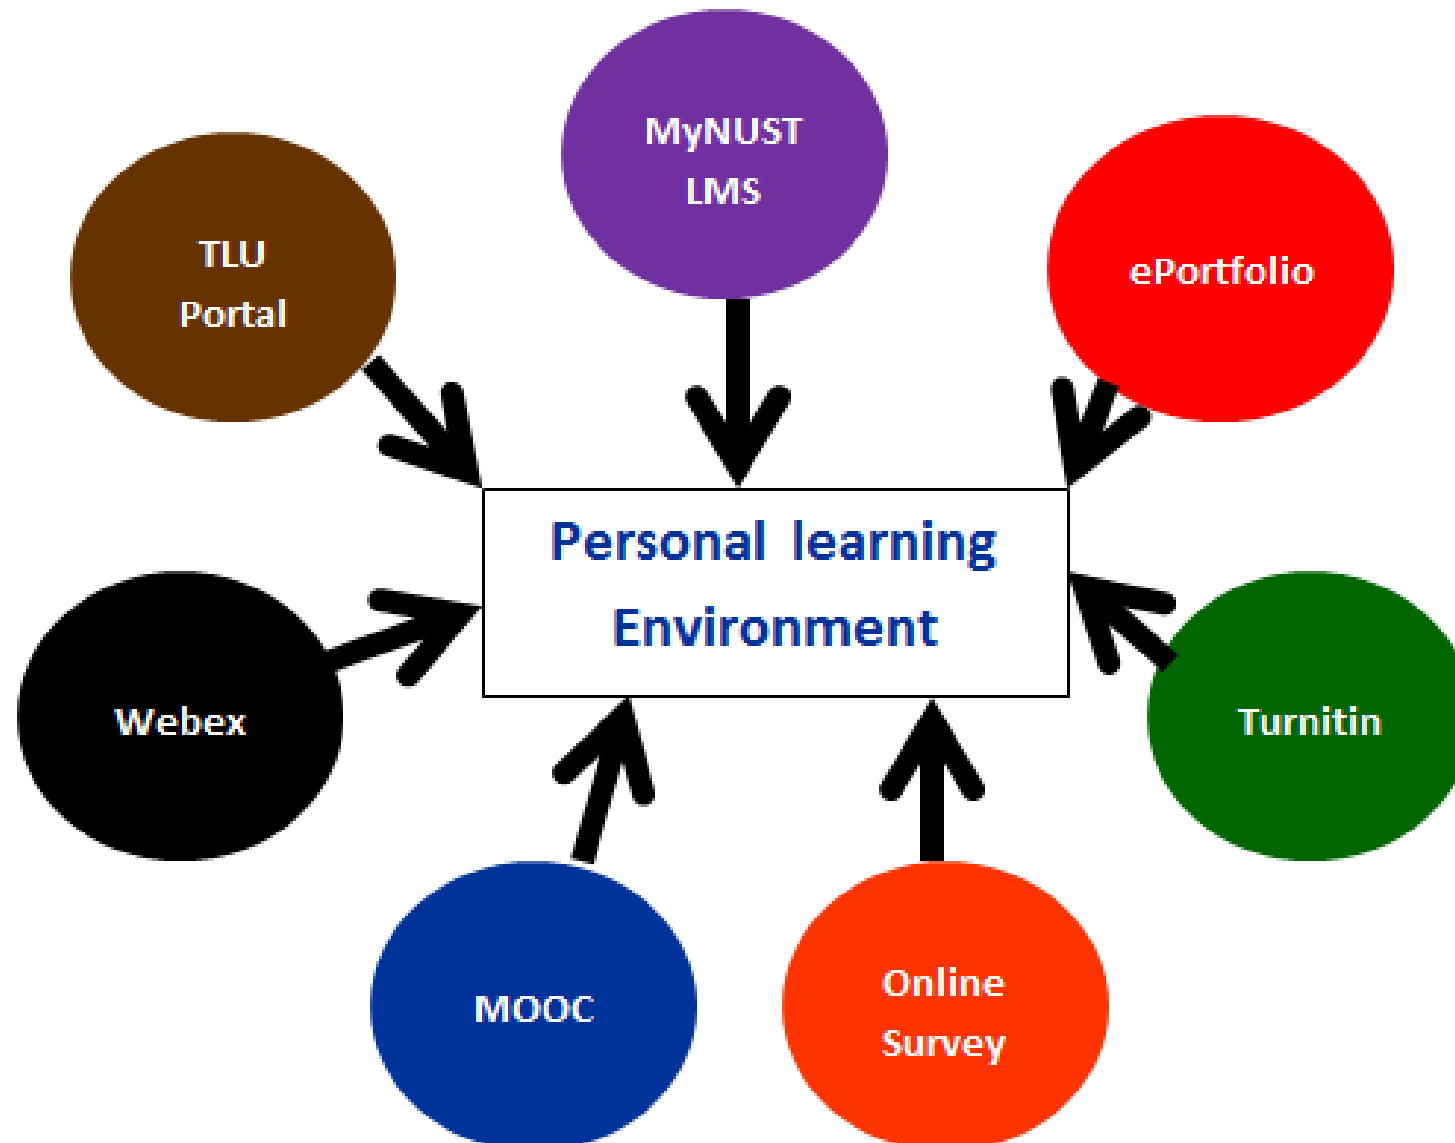 MyNUST
LMS
TLU
Portal
ePortfolio
Personal learning
Environment
Webex
Turnitin
MOOC
Online
Survey